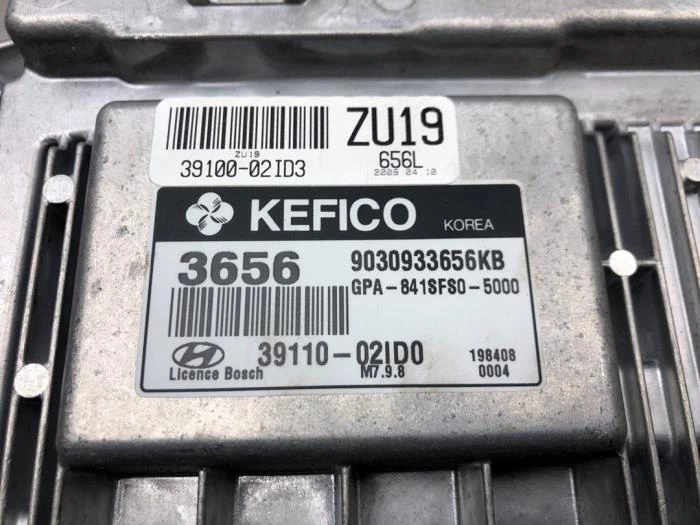 ZU19
ZU19
39100-02ID3
656L
2009.04.10
KEFICO
KOREA
3656
9030933656KB
GPA-841SFS0-5000
39110-02ID0
198408
Licence Bosch
M7.9.8
0004